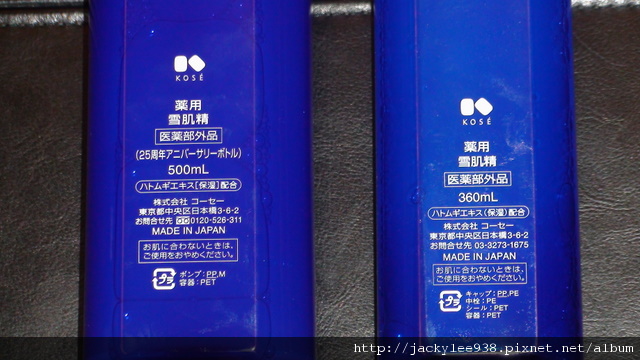 KOSÉ
薬用
雪肌精
医薬部外品
(25周年アニバーサリーボトル)
500mL
ハトムギエキス[保湿]配合
株式会社 コーセー
東京都中央区日本橋3-6-2
お問合せ先 0120-526-311
MADE IN JAPAN
お肌に合わないときは、
ご使用をおやめください。
プラ
ポンプ:PP,M
容器:PET
KOSÉ
薬用
雪肌精
医薬部外品
360mL
ハトムギエキス(保湿)配合
株式会社 コーセー
東京都中央区日本橋3-6-2
お問合せ先 03-3273-1675
MADE IN JAPAN
お肌に合わないときは、
ご使用をおやめください。
プラ
キャップ:PP,PE
中栓:PE
シール:PET
容器:PET
http://jackylee938.pixnet.net/album